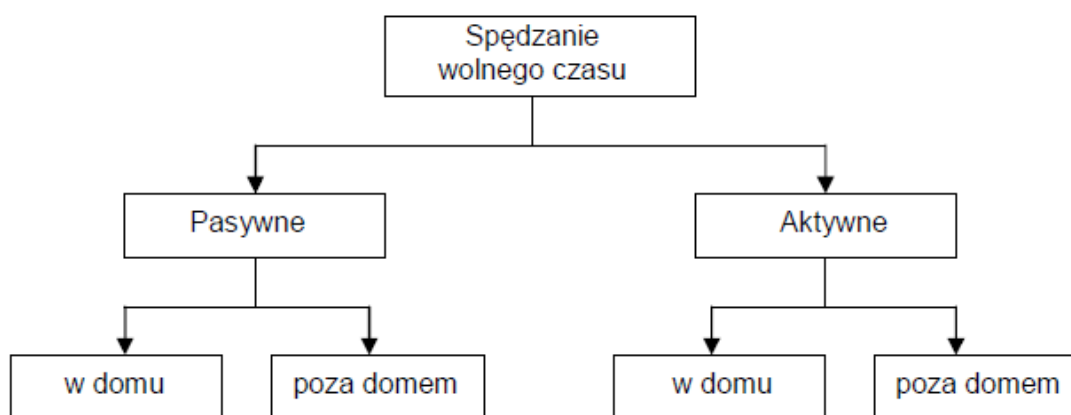 Spędzanie
wolnego czasu
Pasywne
Aktywne
w domu
poza domem
w domu
poza domem